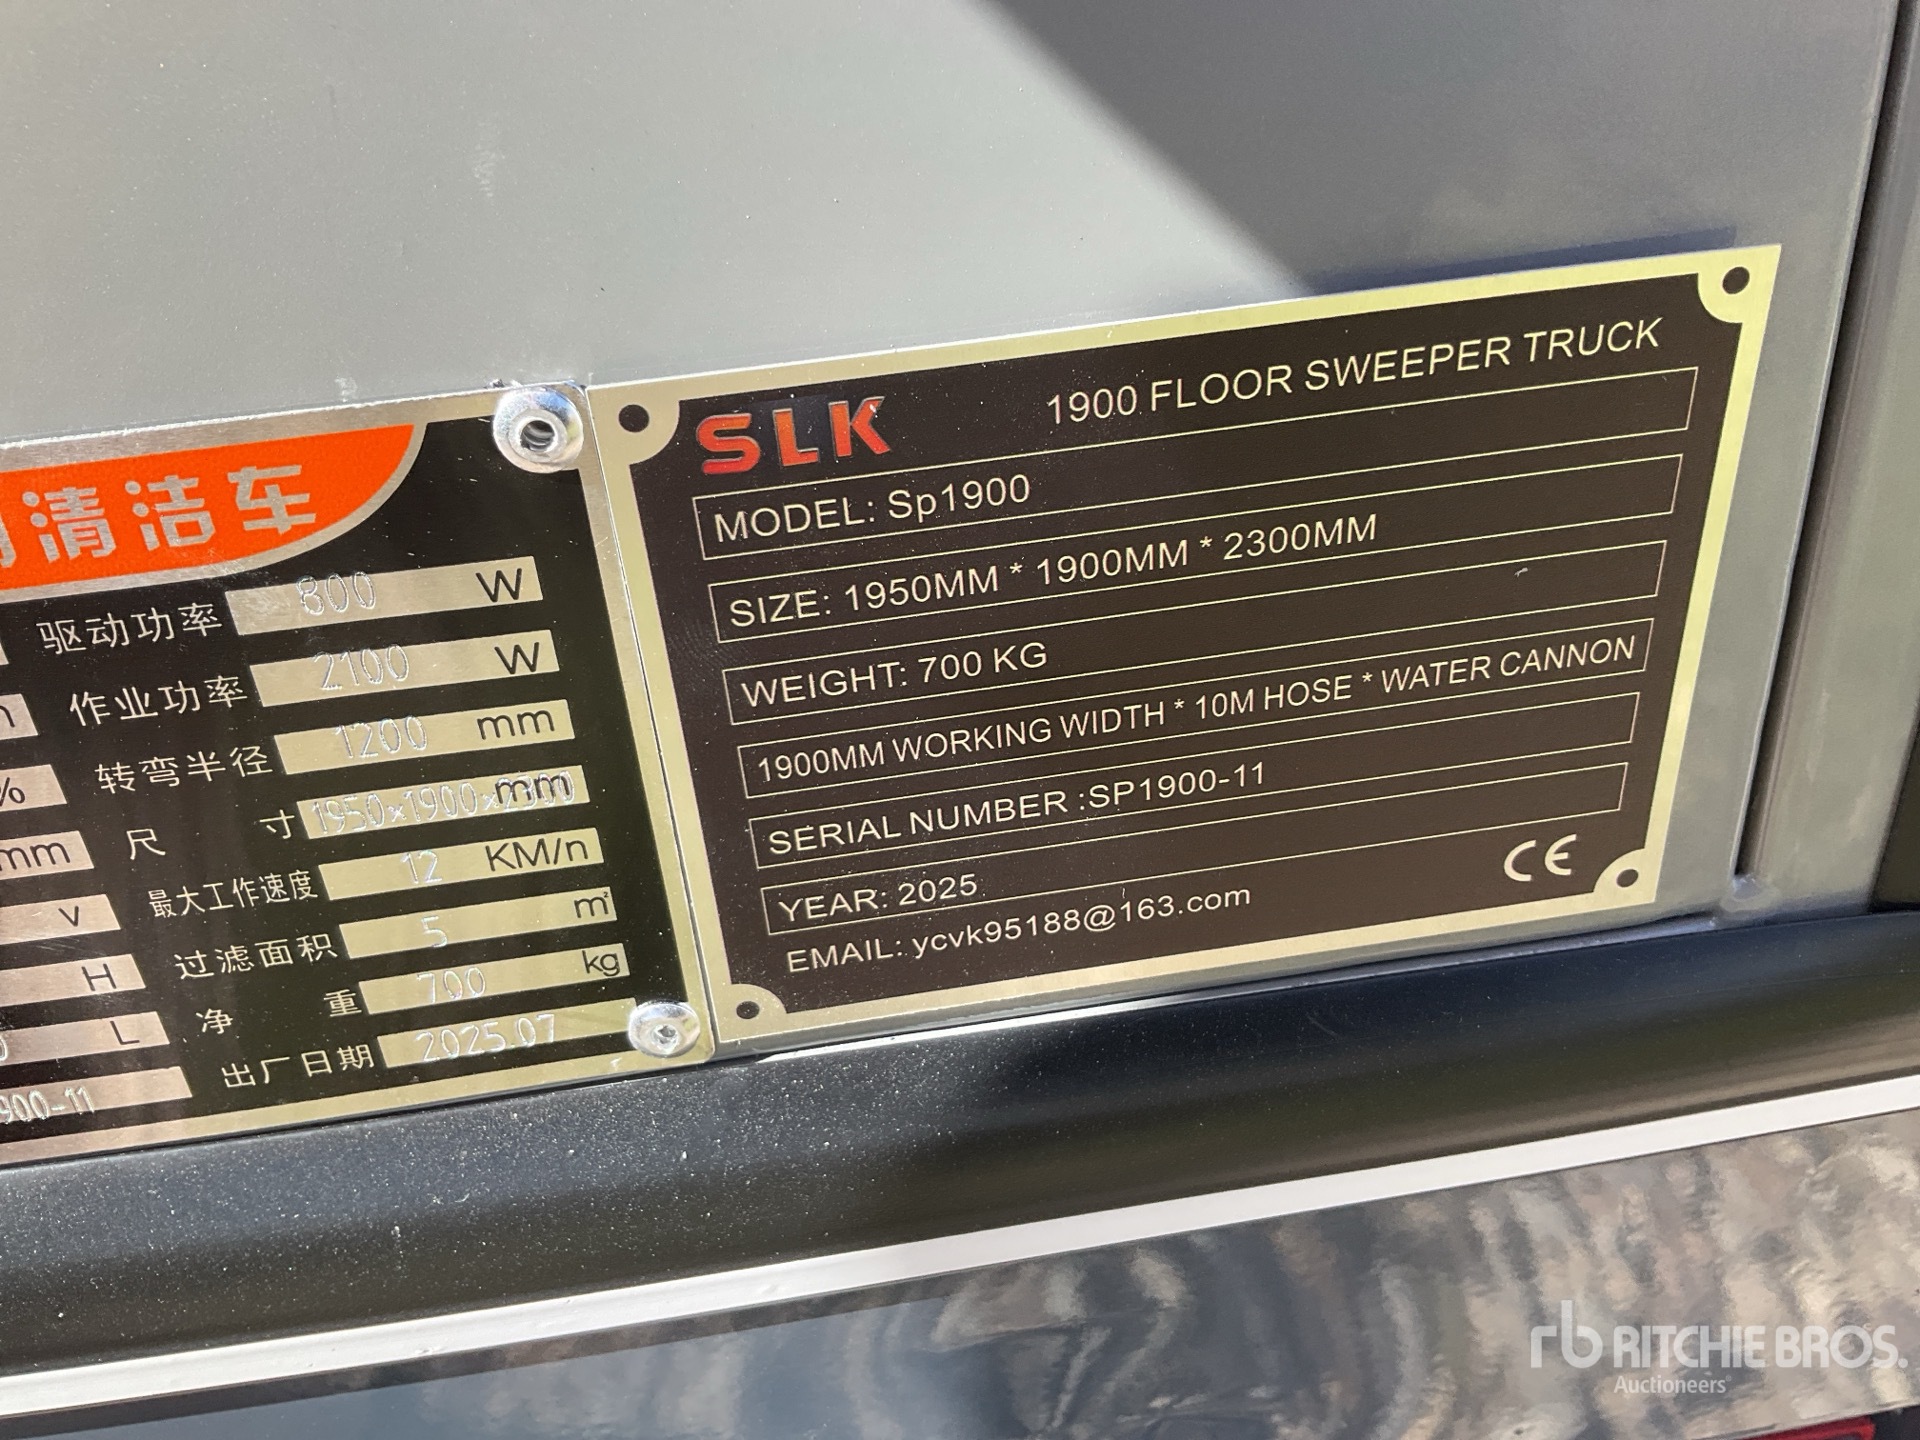 清洁车
驱动功率 800 W
作业功率 2100 W
转弯半径 1200 mm
% 尺寸 1950×1900×2300 mm
mm 最大工作速度 12 KM/h
V 过滤面积 5 m²
H 净重 700 kg
L 出厂日期 2025.07
900-11
SLK 1900 FLOOR SWEEPER TRUCK
MODEL: Sp1900
SIZE: 1950MM * 1900MM * 2300MM
WEIGHT: 700 KG
1900MM WORKING WIDTH * 10M HOSE * WATER CANNON
SERIAL NUMBER :SP1900-11
YEAR: 2025
EMAIL: ycvk95188@163.com
CE
rb RITCHIE BROS.
Auctioneers